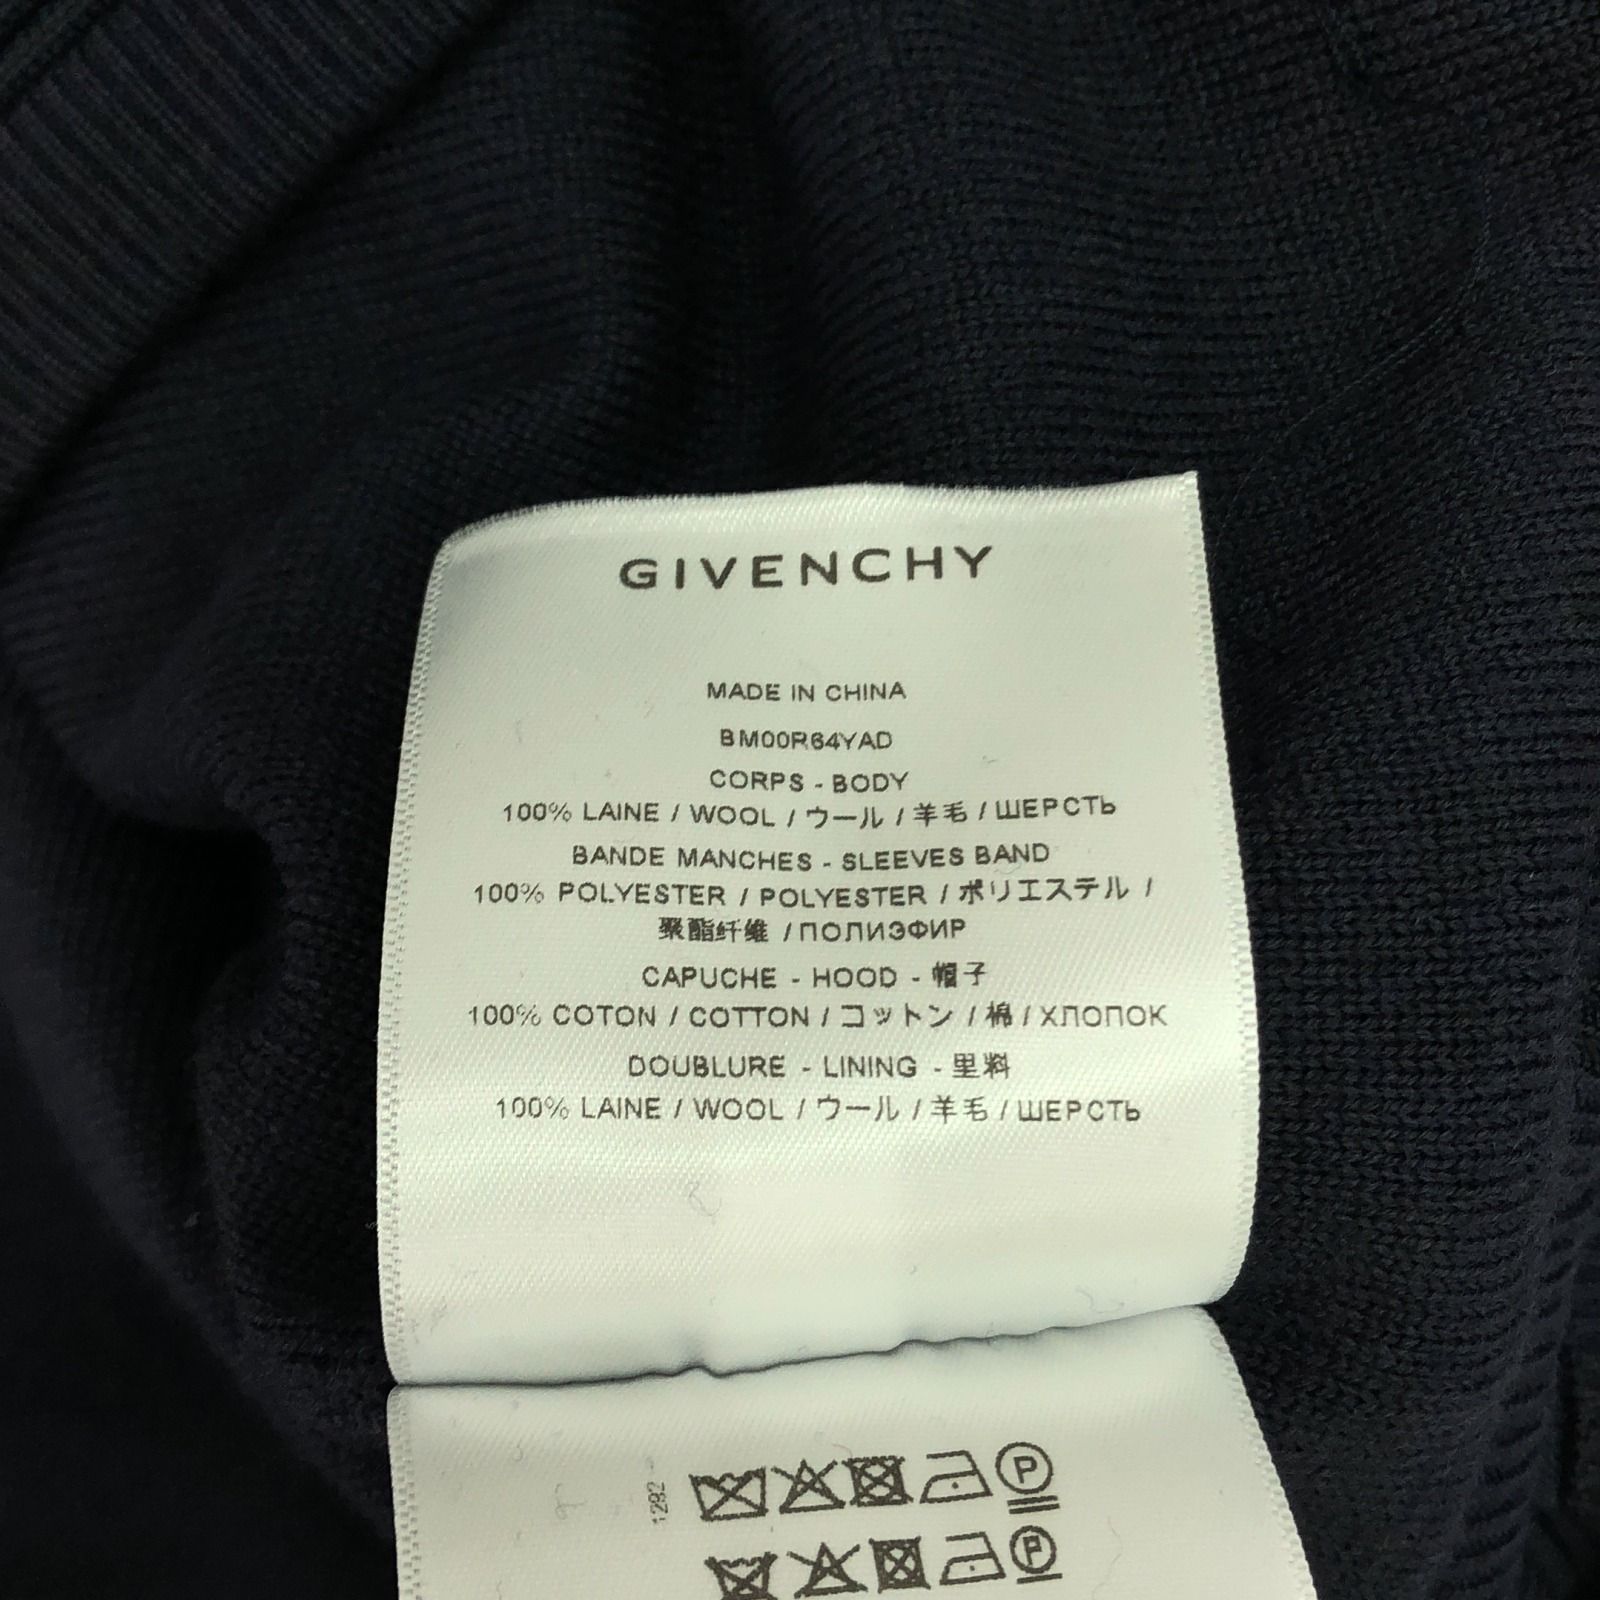 GIVENCHY
MADE IN CHINA
BM00R64YAD
CORPS - BODY
100% LAINE / WOOL / ウール / 羊毛 / ШЕРСТЬ
BANDE MANCHES - SLEEVES BAND
100% POLYESTER / POLYESTER / ポリエステル /
聚酯纤维 / ПОЛИЭФИР
CAPUCHE - HOOD - 帽子
100% COTON / COTTON / コットン / 棉 / ХЛОПОК
DOUBLURE - LINING - 里料
100% LAINE / WOOL / ウール / 羊毛 / ШЕРСТЬ
1282 -
P
P